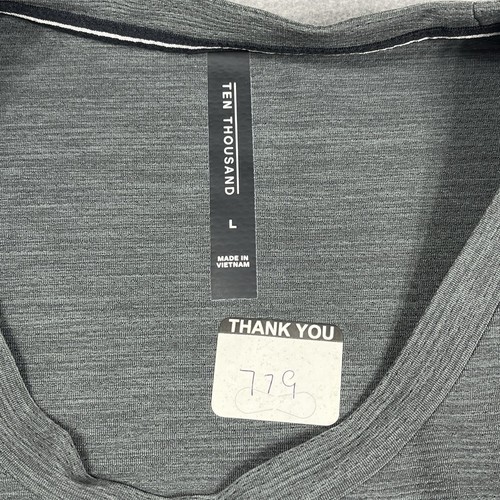 TEN THOUSAND
L
MADE IN
VIETNAM
THANK YOU
779